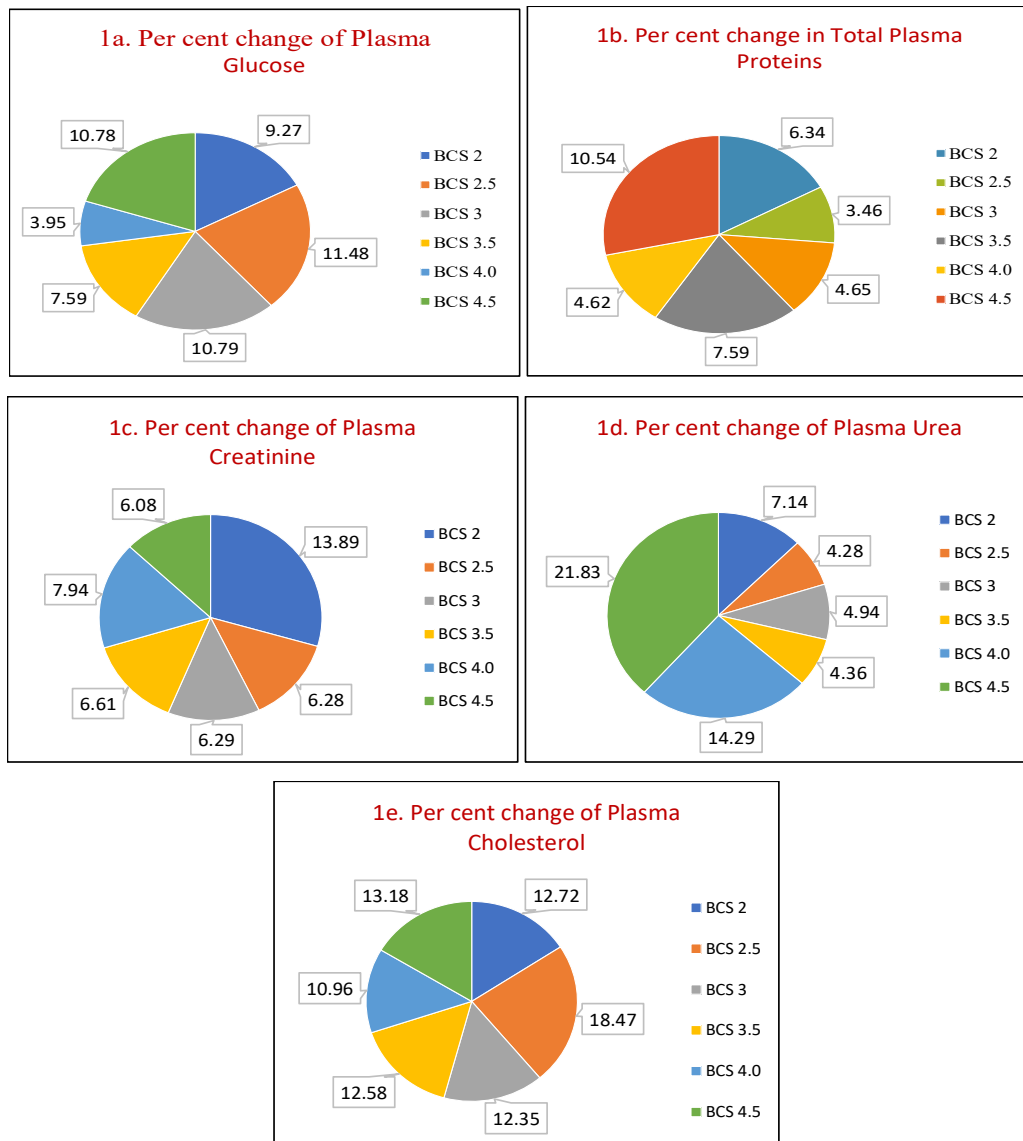 1a. Per cent change of Plasma
Glucose
9.27
11.48
10.79
7.59
3.95
10.78
BCS 2
BCS 2.5
BCS 3
BCS 3.5
BCS 4.0
BCS 4.5
1b. Per cent change in Total Plasma
Proteins
6.34
3.46
4.65
7.59
4.62
10.54
BCS 2
BCS 2.5
BCS 3
BCS 3.5
BCS 4.0
BCS 4.5
1c. Per cent change of Plasma
Creatinine
13.89
6.28
6.29
6.61
7.94
6.08
BCS 2
BCS 2.5
BCS 3
BCS 3.5
BCS 4.0
BCS 4.5
1d. Per cent change of Plasma Urea
7.14
4.28
4.94
4.36
14.29
21.83
BCS 2
BCS 2.5
BCS 3
BCS 3.5
BCS 4.0
BCS 4.5
1e. Per cent change of Plasma
Cholesterol
12.72
18.47
12.35
12.58
10.96
13.18
BCS 2
BCS 2.5
BCS 3
BCS 3.5
BCS 4.0
BCS 4.5